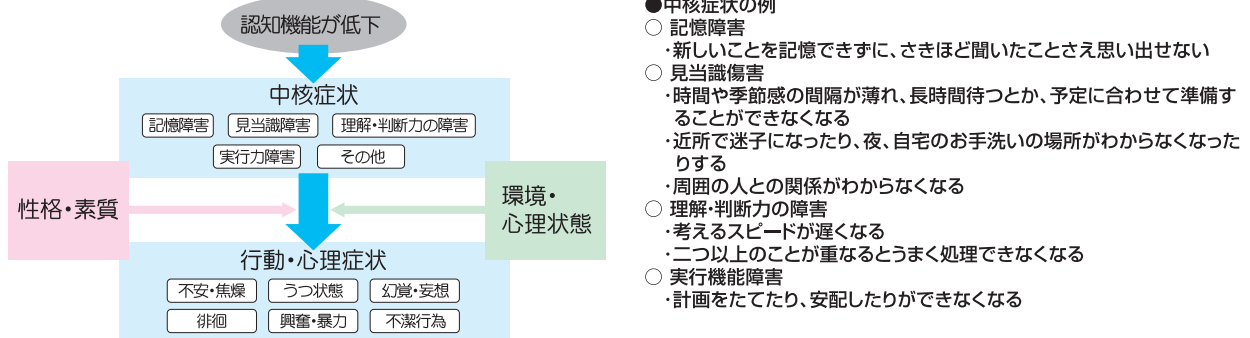 認知機能が低下
中核症状
記憶障害 見当識障害 理解・判断力の障害
実行力障害 その他
性格・素質
環境・
心理状態
行動・心理症状
不安・焦燥 うつ状態 幻覚・妄想
徘徊 興奮・暴力 不潔行為
●中核症状の例
○ 記憶障害
・新しいことを記憶できずに、さきほど聞いたことさえ思い出せない
○ 見当識傷害
・時間や季節感の間隔が薄れ、長時間待つとか、予定に合わせて準備す
ることができなくなる
・近所で迷子になったり、夜、自宅のお手洗いの場所がわからなくなった
りする
・周囲の人との関係がわからなくなる
○ 理解・判断力の障害
・考えるスピードが遅くなる
・二つ以上のことが重なるとうまく処理できなくなる
○ 実行機能障害
・計画をたてたり、安配したりができなくなる